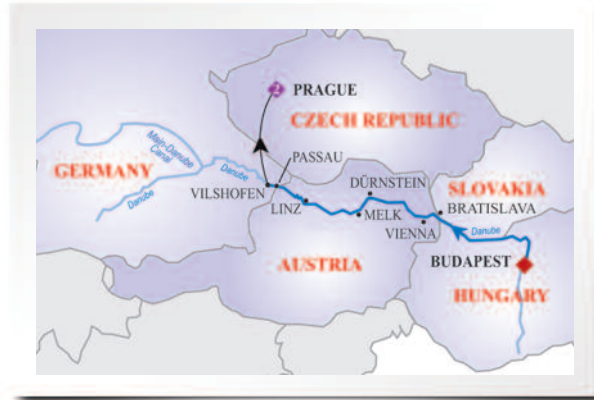 2
PRAGUE
CZECH REPUBLIC
Main-Danube
Canal
GERMANY
Danube
PASSAU
VILSHOFEN
Danube
DÜRNSTEIN
SLOVAKIA
LINZ
MELK
BRATISLAVA
VIENNA
Danube
AUSTRIA
BUDAPEST
HUNGARY